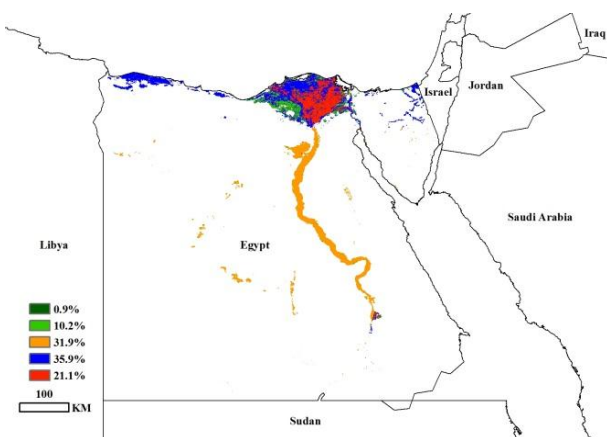 Iraq
Israel
Jordan
Saudi Arabia
Libya
Egypt
0.9%
10.2%
31.9%
35.9%
21.1%
100
KM
Sudan